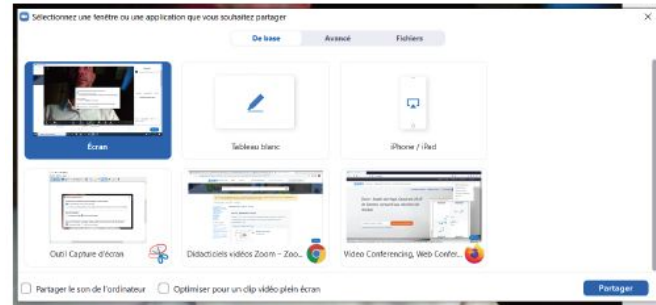 Sélectionnez une fenêtre ou une application que vous souhaitez partager
De base Avancé Fichiers
Écran Tableau blanc iPhone / iPad
Outil Capture d'écran Didacticiels vidéos Zoom – Zoo... Video Conferencing, Web Confer...
Partager le son de l'ordinateur Optimiser pour un clip vidéo plein écran Partager